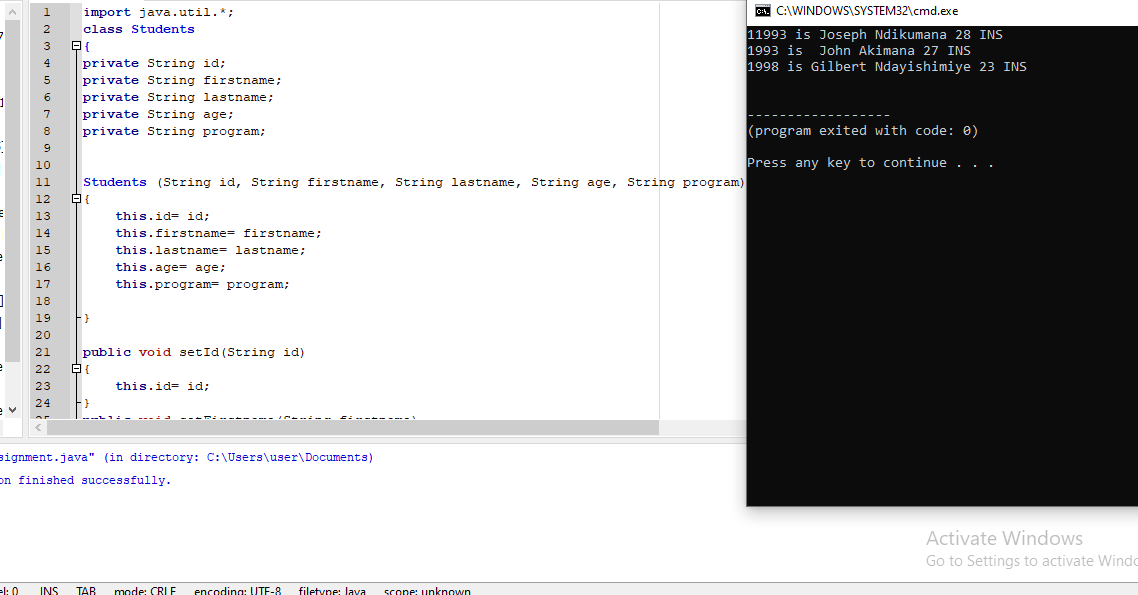 import java.util.*;
class Students
{
private String id;
private String firstname;
private String lastname;
private String age;
private String program;
Students (String id, String firstname, String lastname, String age, String program)
{
this.id= id;
this.firstname= firstname;
this.lastname= lastname;
this.age= age;
this.program= program;
}
public void setId(String id)
{
this.id= id;
}
1
2
3
4
5
6
7
8
9
10
11
12
13
14
15
16
17
18
19
20
21
22
23
24
C:\WINDOWS\SYSTEM32\cmd.exe
11993 is Joseph Ndikumana 28 INS
1993 is  John Akimana 27 INS
1998 is Gilbert Ndayishimiye 23 INS
------------------
(program exited with code: 0)
Press any key to continue . . .
signment.java" (in directory: C:\Users\user\Documents)
on finished successfully.
Activate Windows
Go to Settings to activate Windo
INS TAB mode: CRLF encoding: UTF-8 filetype: Java scope: unknown